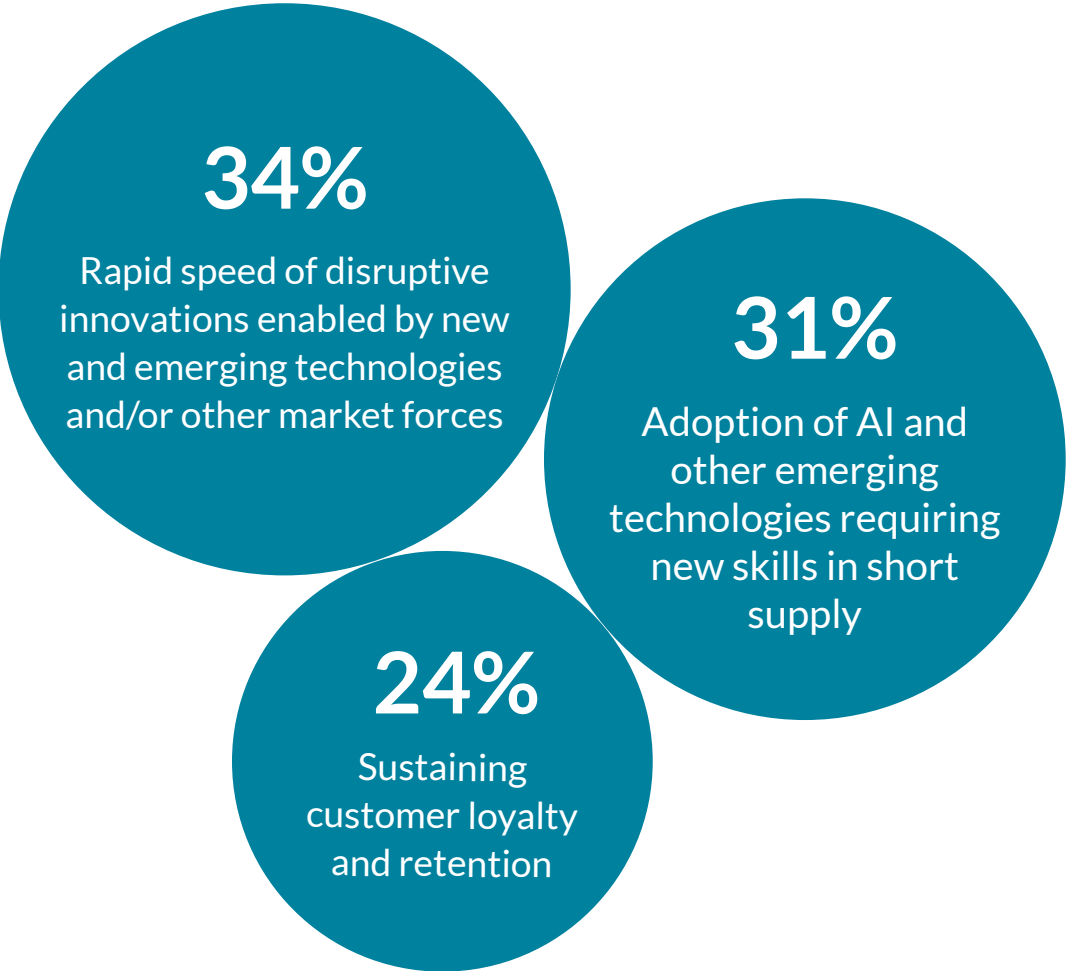 34%
Rapid speed of disruptive
innovations enabled by new
and emerging technologies
and/or other market forces
31%
Adoption of AI and
other emerging
technologies requiring
new skills in short
supply
24%
Sustaining
customer loyalty
and retention